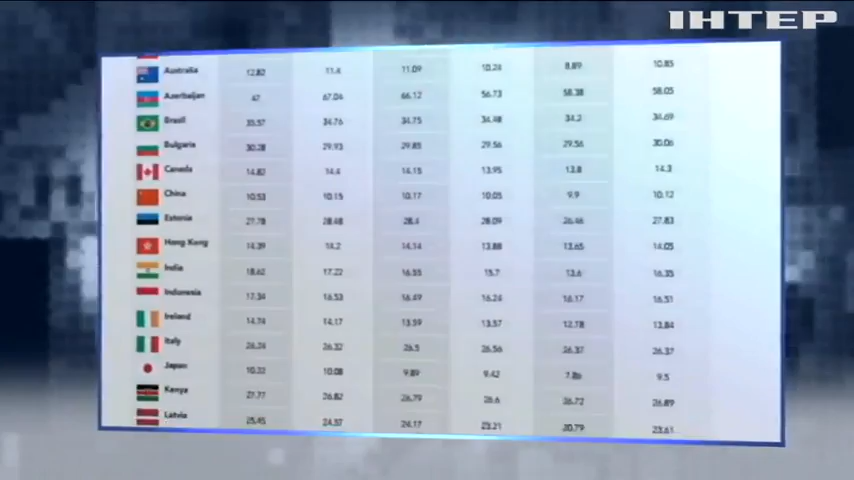 ІНТЕР
Australia 12.82 11.4 11.09 10.24 8.89 10.85
Azerbaijan 47 67.04 66.12 56.73 58.38 58.05
Brasil 35.57 34.76 34.75 34.48 34.2 34.69
Bulgaria 30.28 29.93 29.85 29.56 29.56 30.06
Canada 14.82 14.4 14.15 13.95 13.8 14.3
China 10.53 10.15 10.17 10.05 9.9 10.12
Estonia 27.78 28.48 28.4 28.09 26.46 27.83
Hong Kong 14.39 14.2 14.14 13.88 13.65 14.05
India 18.62 17.22 16.55 15.7 13.6 16.35
Indonesia 17.34 16.53 16.49 16.24 16.17 16.51
Ireland 14.74 14.17 13.59 13.57 12.78 13.84
Italy 26.24 26.32 26.5 26.56 26.37 26.37
Japan 10.32 10.08 9.89 9.42 7.86 9.5
Kenya 27.77 26.82 26.79 26.6 26.72 26.89
Latvia 25.45 24.57 24.17 23.21 20.79 23.61